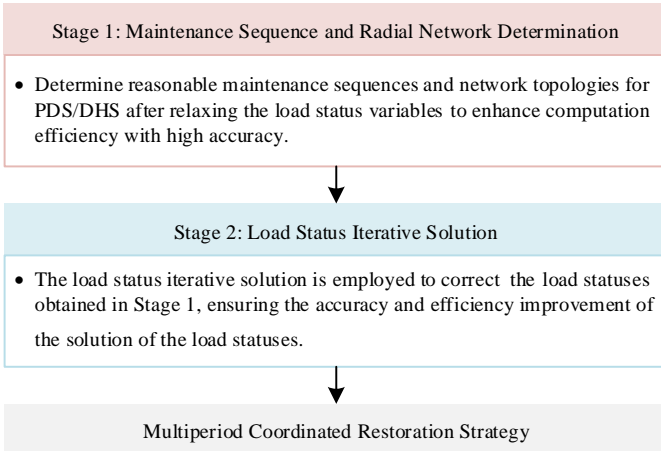 Stage 1: Maintenance Sequence and Radial Network Determination
• Determine reasonable maintenance sequences and network topologies for
PDS/DHS after relaxing the load status variables to enhance computation
efficiency with high accuracy.
Stage 2: Load Status Iterative Solution
• The load status iterative solution is employed to correct the load statuses
obtained in Stage 1, ensuring the accuracy and efficiency improvement of
the solution of the load statuses.
Multiperiod Coordinated Restoration Strategy